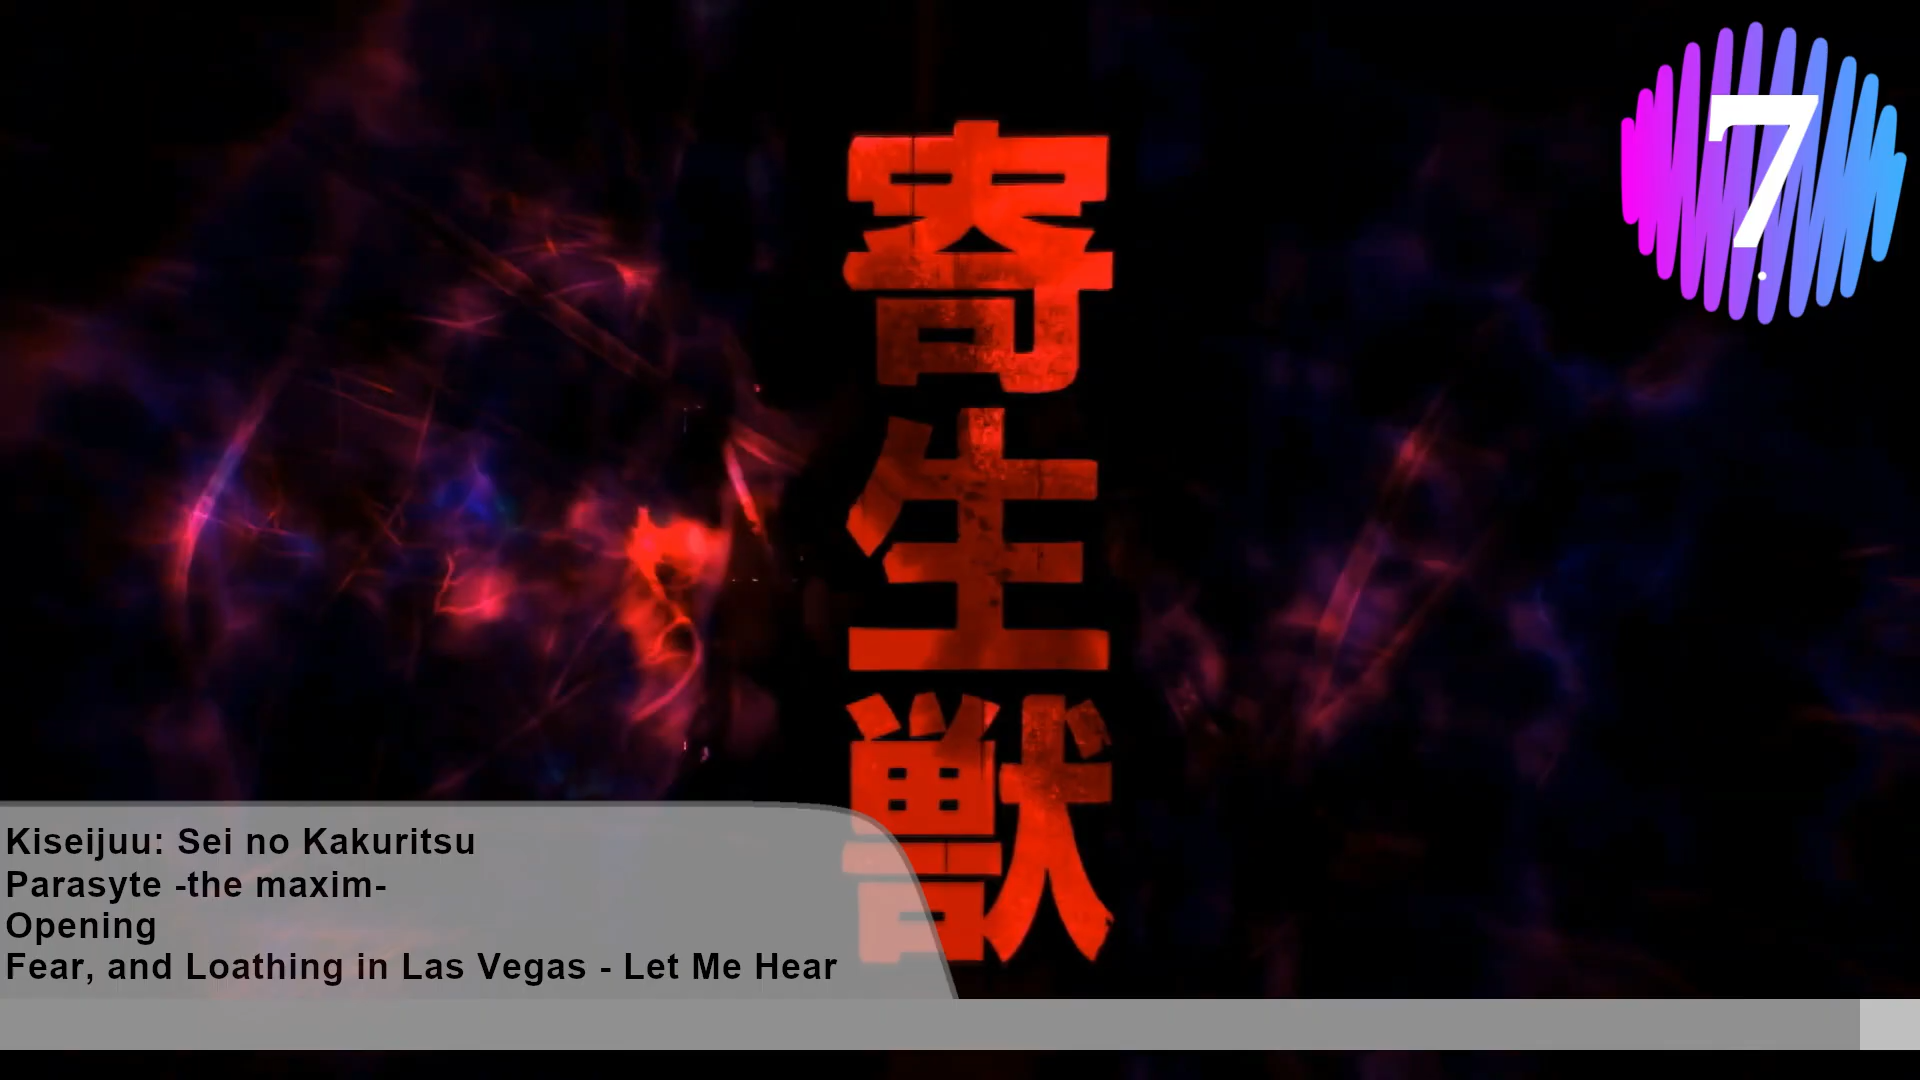 7
寄生獣
Kiseijuu: Sei no Kakuritsu
Parasyte -the maxim-
Opening
Fear, and Loathing in Las Vegas - Let Me Hear